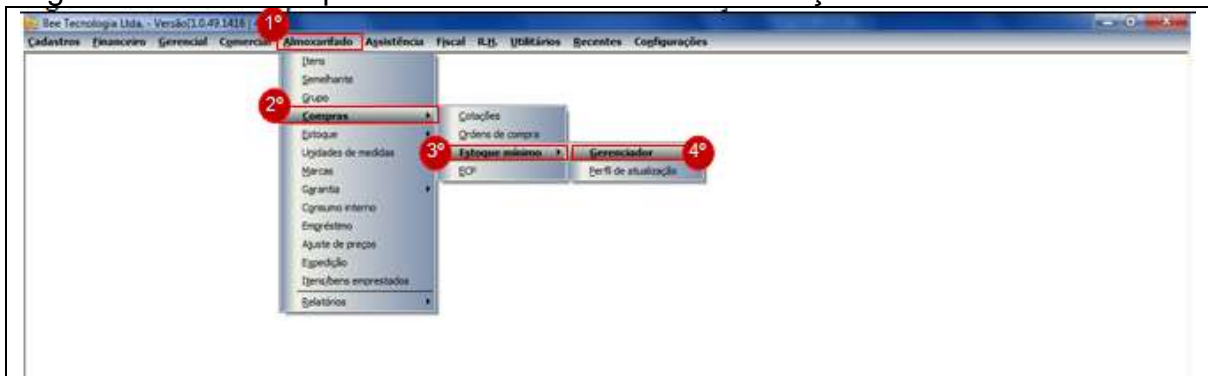 Bee Tecnologia Ltda. - Versão(1.0.49.1416
1º
Cadastros Financeiro Gerencial Comercial Almoxarifado Assistência Fiscal R.H. Utilitários Recentes Configurações
Itens
Semelhante
Grupo
2º
Compras
Cotações
Estoque
Ordens de compra
Unidades de medidas
3º
Estoque mínimo
Gerenciador
4º
Marcas
Perfil de atualização
Garantia
Consumo interno
Empréstimo
Ajuste de preços
Expedição
Itens/bens emprestados
Relatórios